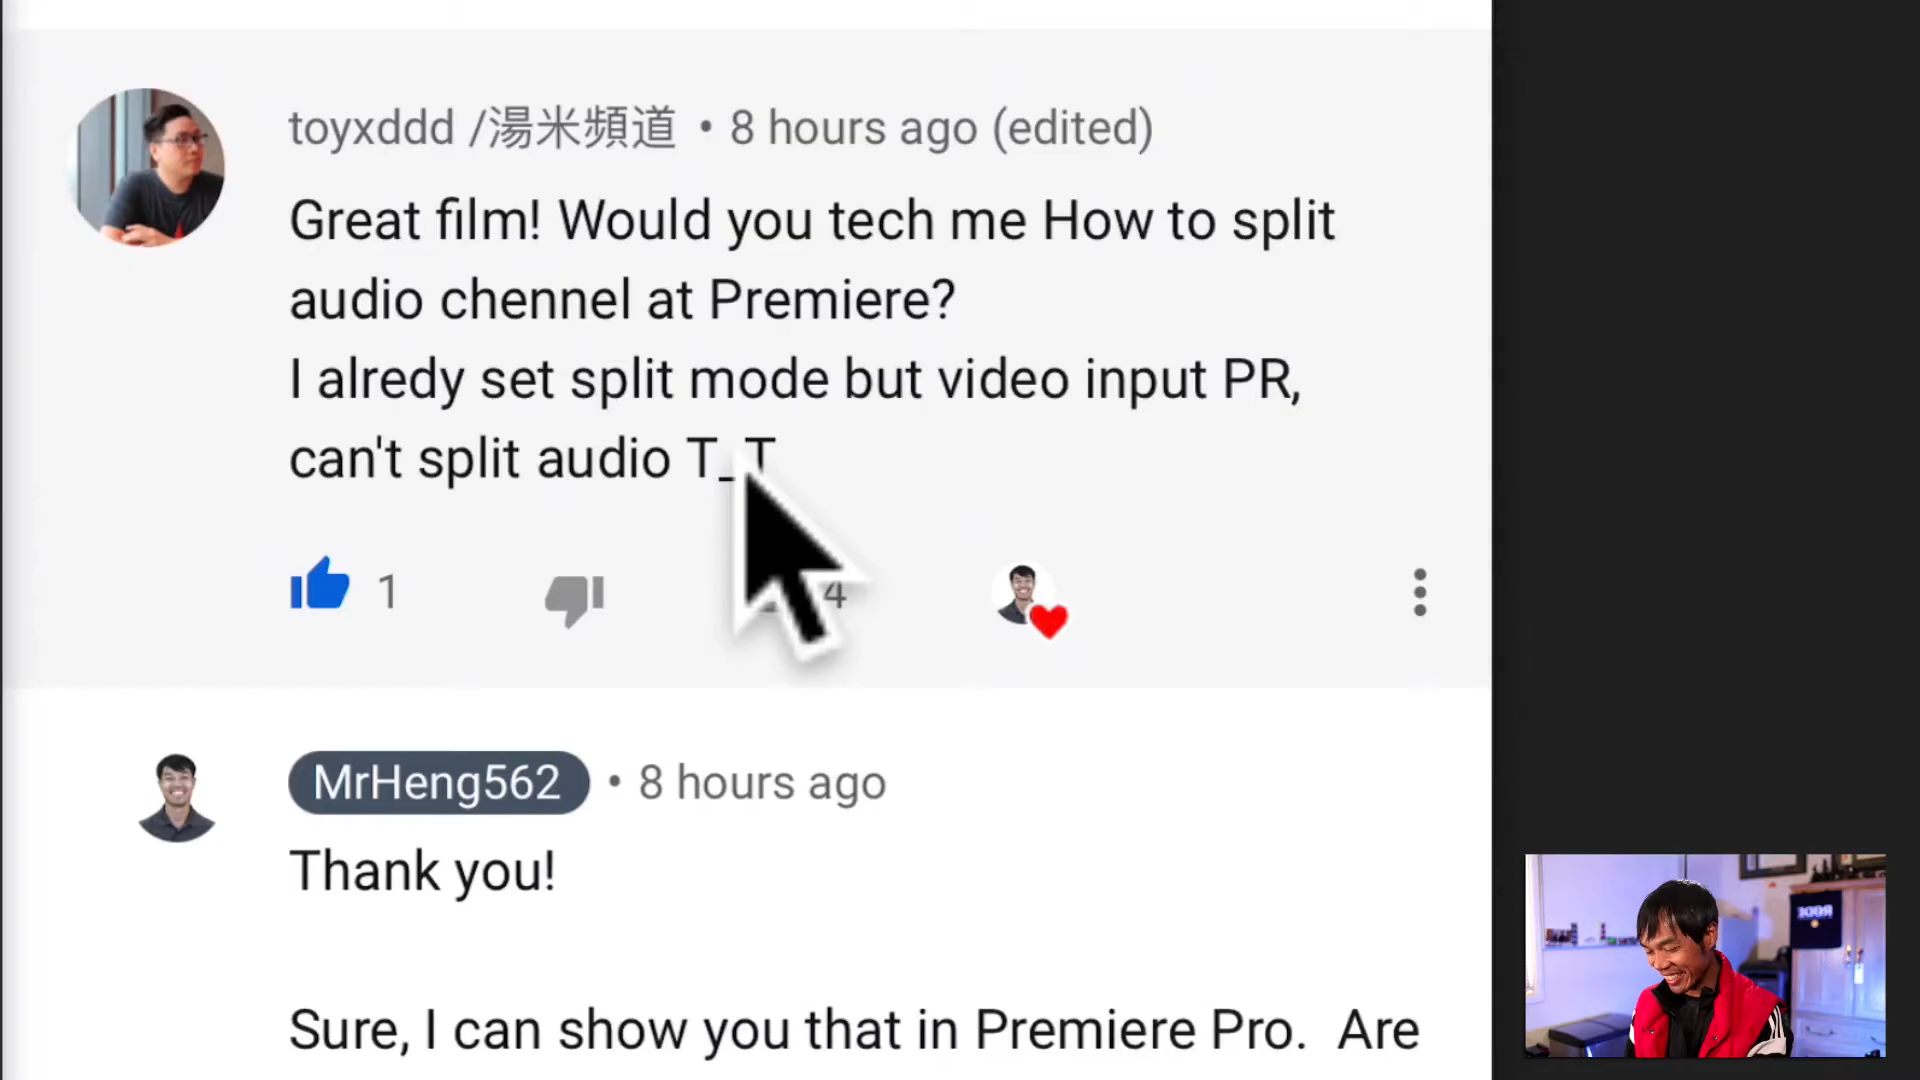 toyxddd /湯米頻道 • 8 hours ago (edited)
Great film! Would you tech me How to split
audio chennel at Premiere?
I alredy set split mode but video input PR,
can't split audio T_T
1
4
MrHeng562 • 8 hours ago
Thank you!
Sure, I can show you that in Premiere Pro. Are
RODE